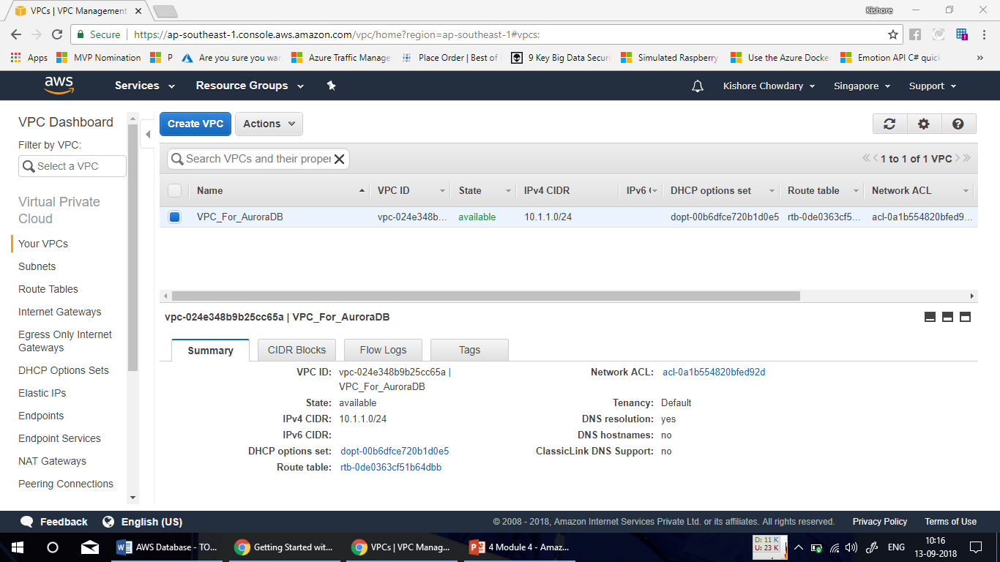 VPCs | VPC Management
Kishore
Secure
https://ap-southeast-1.console.aws.amazon.com/vpc/home?region=ap-southeast-1#vpcs:
Apps
MVP Nomination
P
Are you sure you wan
Azure Traffic Manage
Place Order | Best of
9 Key Big Data Secur
Simulated Raspberry
Use the Azure Docke
Emotion API C# quick
»
aws
Services
Resource Groups
Kishore Chowdary
Singapore
Support
VPC Dashboard
Filter by VPC:
Select a VPC
Virtual Private
Cloud
Your VPCs
Subnets
Route Tables
Internet Gateways
Egress Only Internet
Gateways
DHCP Options Sets
Elastic IPs
Endpoints
Endpoint Services
NAT Gateways
Peering Connections
Create VPC
Actions
Search VPCs and their proper
1 to 1 of 1 VPC
Name
VPC ID
State
IPv4 CIDR
IPv6 (
DHCP options set
Route table
Network ACL
VPC_For_AuroraDB
vpc-024e348b...
available
10.1.1.0/24
dopt-00b6dfce720b1d0e5
rtb-0de0363cf5...
acl-0a1b554820bfed9...
vpc-024e348b9b25cc65a | VPC_For_AuroraDB
Summary
CIDR Blocks
Flow Logs
Tags
VPC ID: vpc-024e348b9b25cc65a |
VPC_For_AuroraDB
State: available
IPv4 CIDR: 10.1.1.0/24
IPv6 CIDR:
DHCP options set: dopt-00b6dfce720b1d0e5
Route table: rtb-0de0363cf51b64dbb
Network ACL: acl-0a1b554820bfed92d
Tenancy: Default
DNS resolution: yes
DNS hostnames: no
ClassicLink DNS Support: no
Feedback
English (US)
© 2008 - 2018, Amazon Internet Services Private Ltd. or its affiliates. All rights reserved.
Privacy Policy
Terms of Use
AWS Database - TO...
Getting Started wit...
VPCs | VPC Manag...
4 Module 4 - Amaz...
D: 11 K
U: 23 K
ENG
10:16
13-09-2018